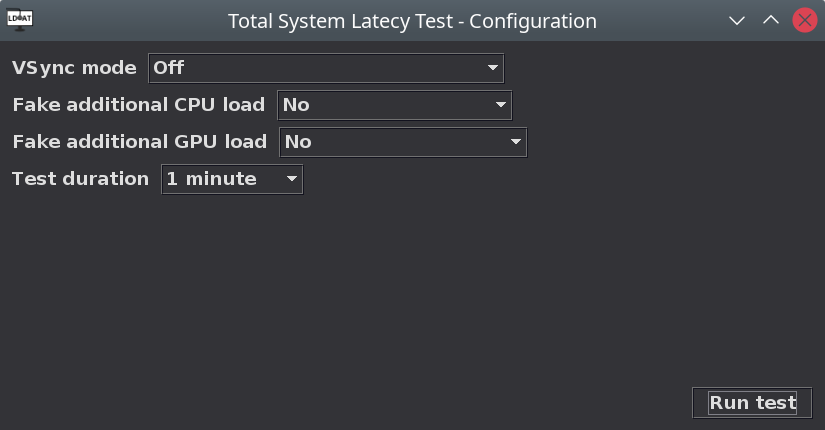 LDAT
Total System Latecy Test - Configuration
VSync mode Off
Fake additional CPU load No
Fake additional GPU load No
Test duration 1 minute
Run test